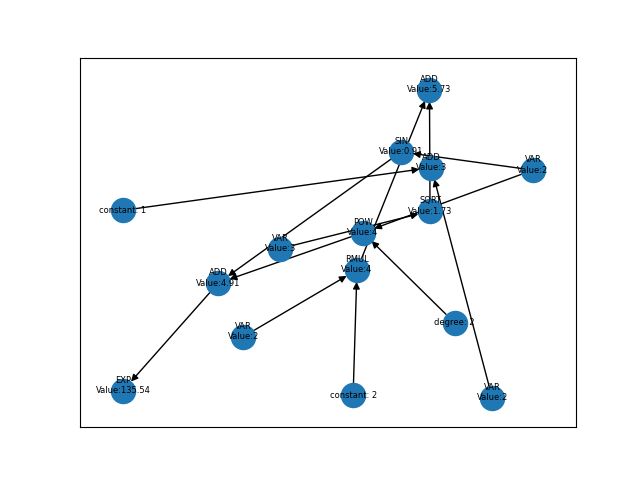 ADD
Value:5.73
SIN
Value:0.91
ADD
Value:3
VAR
Value:2
constant: 1
SQRT
Value:1.73
POW
Value:4
VAR
Value:3
RMUL
Value:4
ADD
Value:4.91
degree: 2
VAR
Value:2
EXP
Value:135.54
constant: 2
VAR
Value:2